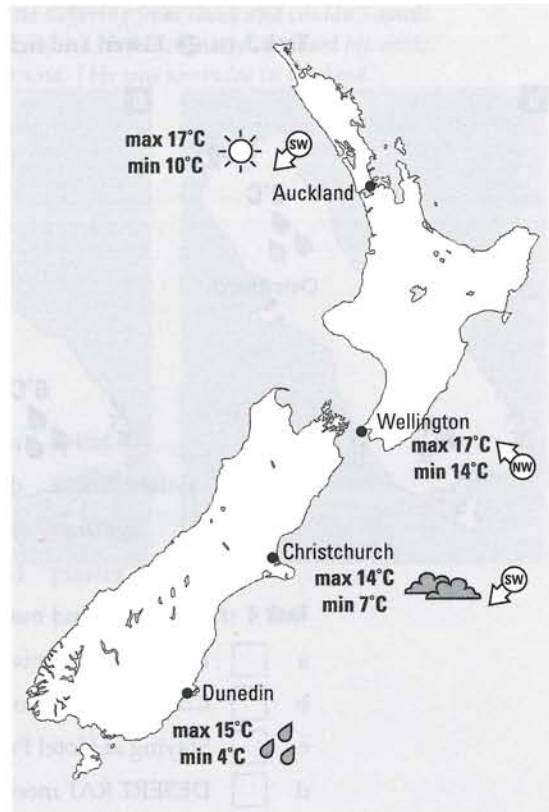 max 17°C
min 10°C
SW
Auckland
Wellington
max 17°C
min 14°C
NW
Christchurch
max 14°C
min 7°C
SW
Dunedin
max 15°C
min 4°C